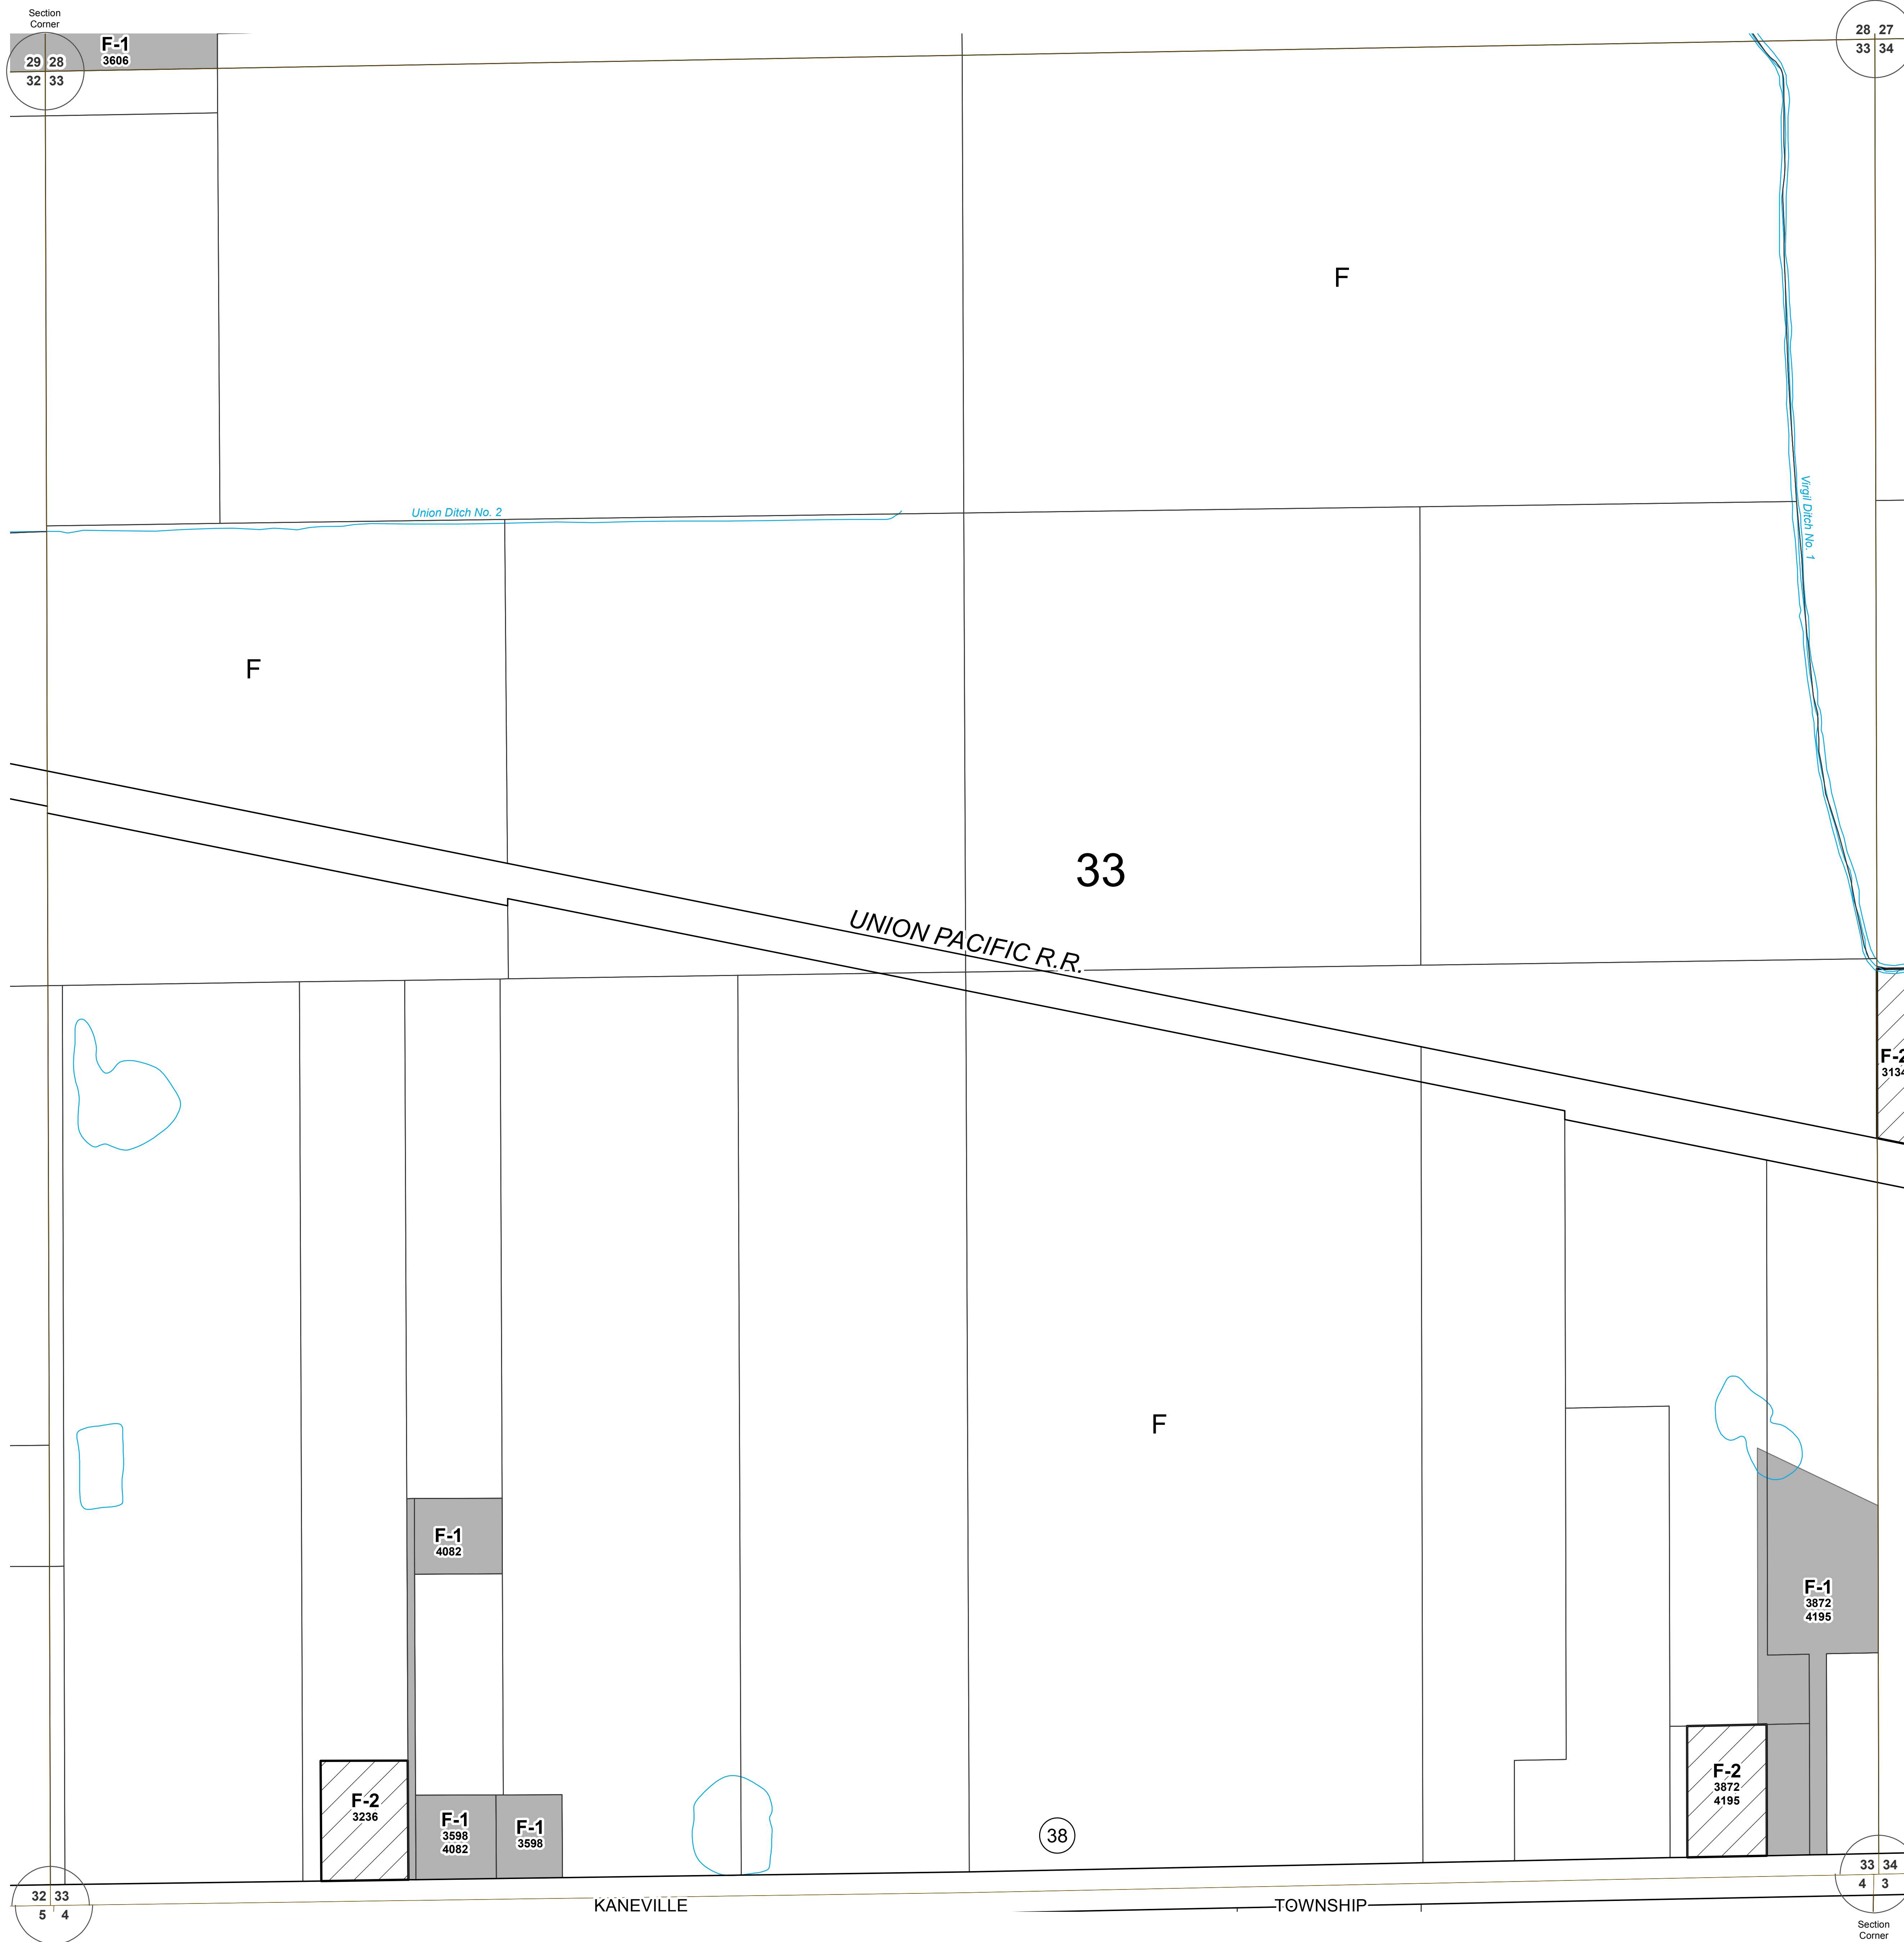 Section
Corner
29 28
32 33
F-1
3606
28 27
33 34
F
Union Ditch No. 2
Virgil Ditch No. 1
F
33
UNION PACIFIC R.R.
F-2
3134
F
F-1
4082
F-1
3872
4195
F-2
3872
4195
F-2
3236
F-1
3598
4082
F-1
3598
38
32 33
5 4
KANEVILLE TOWNSHIP
33 34
4 3
Section
Corner